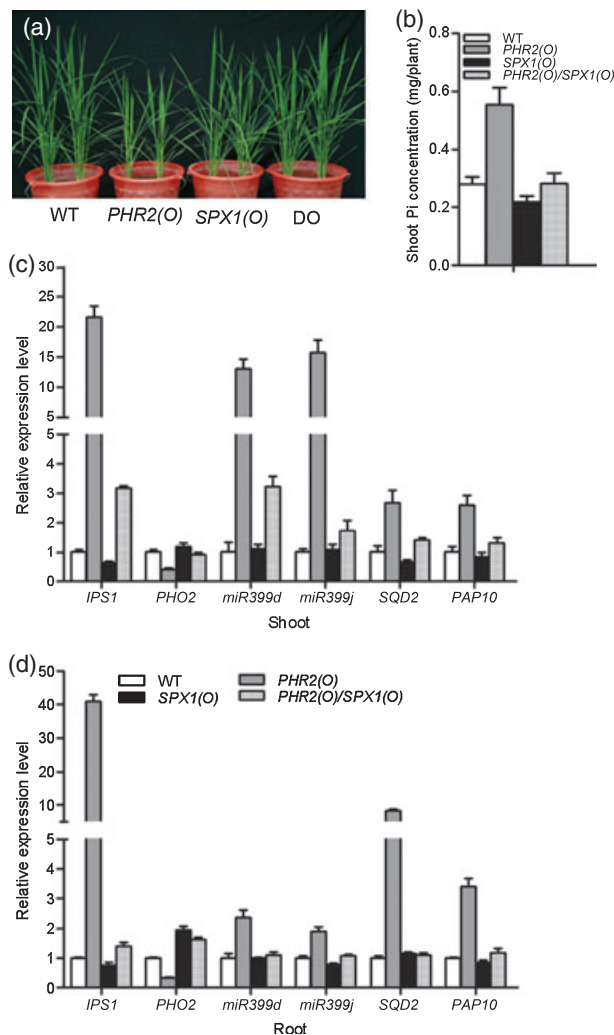 (a)
WT PHR2(O) SPX1(O) DO
(b)
WT
PHR2(O)
SPX1(O)
PHR2(O)/SPX1(O)
Shoot Pi concentration (mg/plant)
0.8
0.6
0.4
0.2
0.0
(c)
Relative expression level
30
25
20
15
10
5
5
4
3
2
1
0
IPS1 PHO2 miR399d miR399j SQD2 PAP10
Shoot
(d)
WT PHR2(O)
SPX1(O) PHR2(O)/SPX1(O)
Relative expression level
50
40
30
20
10
5
4
3
2
1
0
IPS1 PHO2 miR399d miR399j SQD2 PAP10
Root